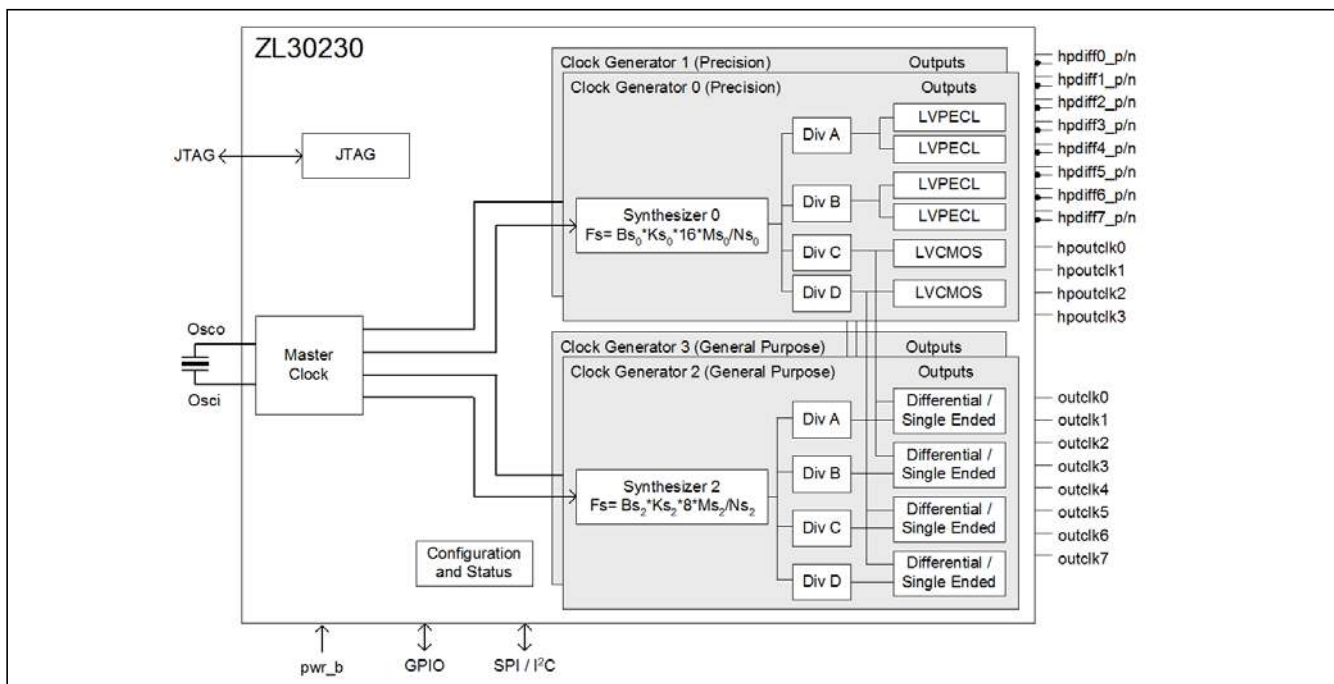 ZL30230
JTAG
JTAG
Osco
Osci
Master
Clock
Configuration
and Status
pwr_b
GPIO
SPI / I²C
Clock Generator 1 (Precision)
Outputs
Clock Generator 0 (Precision)
Outputs
Synthesizer 0
Fs= Bs₀*Ks₀*16*Ms₀/Ns₀
Div A
Div B
Div C
Div D
LVPECL
LVPECL
LVPECL
LVPECL
LVCMOS
LVCMOS
Clock Generator 3 (General Purpose)
Outputs
Clock Generator 2 (General Purpose)
Outputs
Synthesizer 2
Fs= Bs₂*Ks₂*8*Ms₂/Ns₂
Div A
Div B
Div C
Div D
Differential /
Single Ended
Differential /
Single Ended
Differential /
Single Ended
Differential /
Single Ended
hpdiff0_p/n
hpdiff1_p/n
hpdiff2_p/n
hpdiff3_p/n
hpdiff4_p/n
hpdiff5_p/n
hpdiff6_p/n
hpdiff7_p/n
hpoutclk0
hpoutclk1
hpoutclk2
hpoutclk3
outclk0
outclk1
outclk2
outclk3
outclk4
outclk5
outclk6
outclk7